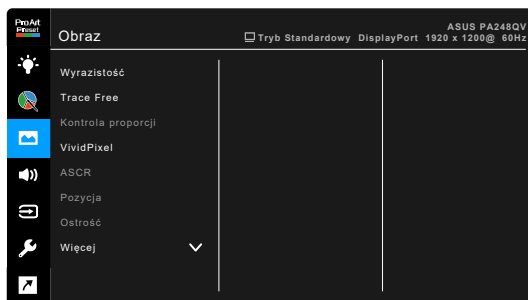 ProArt
Preset
Obraz
ASUS PA248QV
Tryb Standardowy DisplayPort 1920 x 1200@ 60Hz
Wyrazistość
Trace Free
Kontrola proporcji
VividPixel
ASCR
Pozycja
Ostrość
Więcej